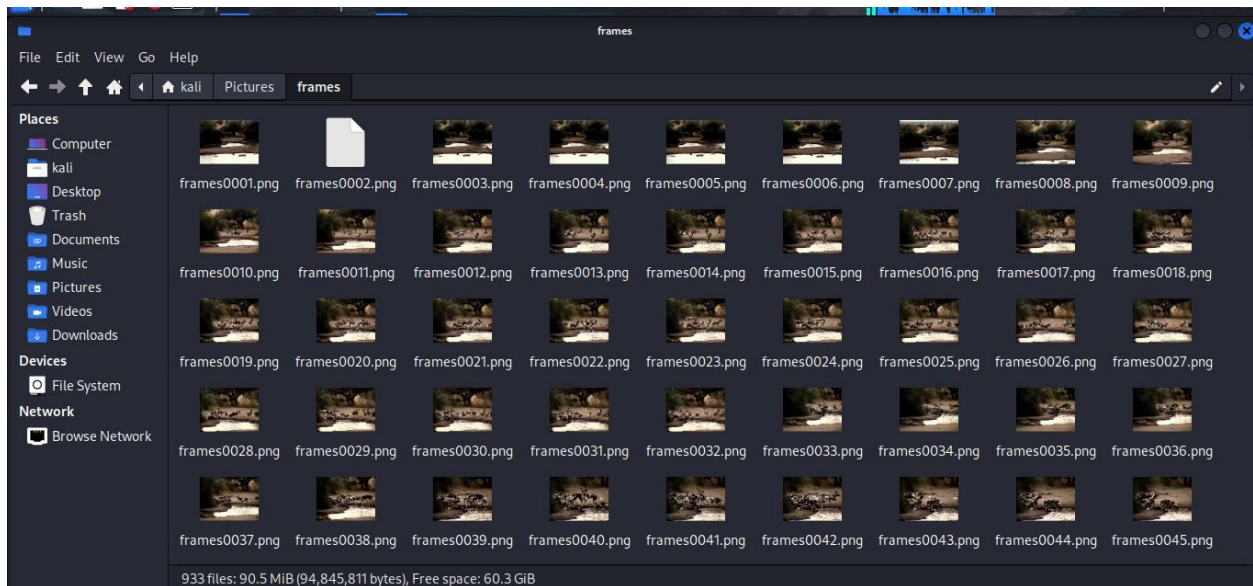 frames
File Edit View Go Help
kali Pictures frames
Places
Computer
kali
Desktop
Trash
Documents
Music
Pictures
Videos
Downloads
Devices
File System
Network
Browse Network
frames0001.png frames0002.png frames0003.png frames0004.png frames0005.png frames0006.png frames0007.png frames0008.png frames0009.png
frames0010.png frames0011.png frames0012.png frames0013.png frames0014.png frames0015.png frames0016.png frames0017.png frames0018.png
frames0019.png frames0020.png frames0021.png frames0022.png frames0023.png frames0024.png frames0025.png frames0026.png frames0027.png
frames0028.png frames0029.png frames0030.png frames0031.png frames0032.png frames0033.png frames0034.png frames0035.png frames0036.png
frames0037.png frames0038.png frames0039.png frames0040.png frames0041.png frames0042.png frames0043.png frames0044.png frames0045.png
933 files: 90.5 MiB (94,845,811 bytes), Free space: 60.3 GiB